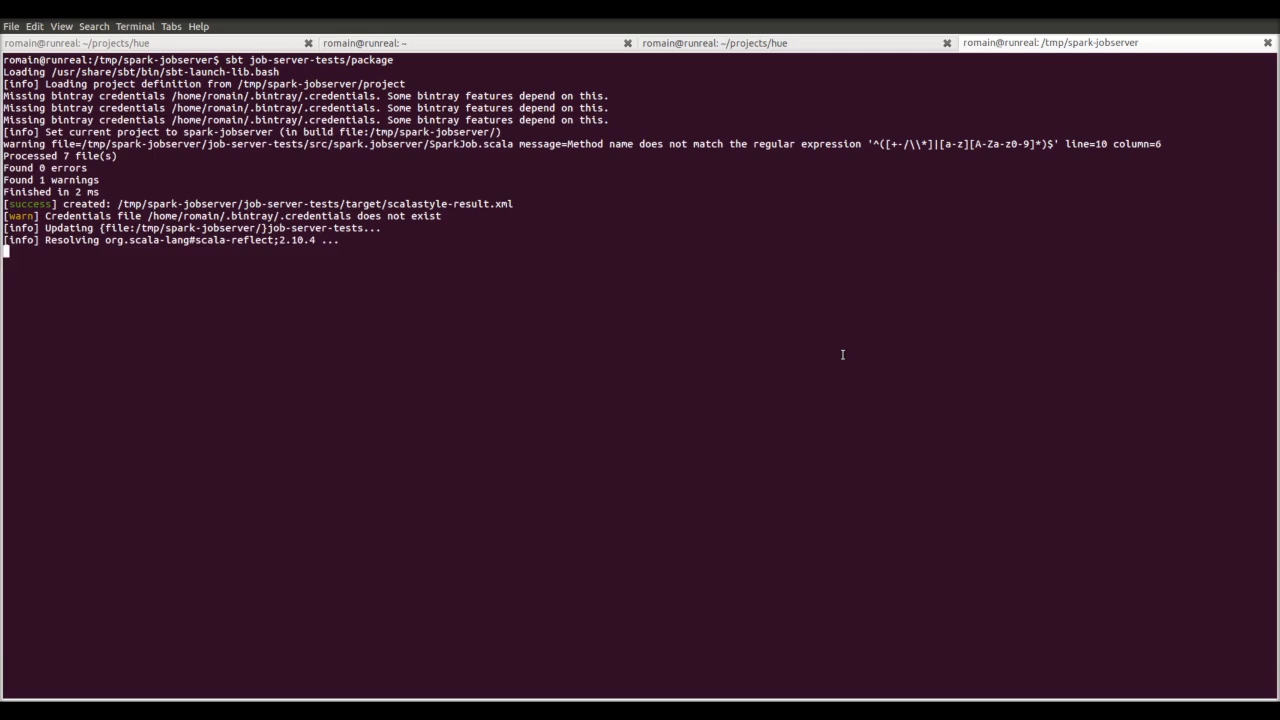 File Edit View Search Terminal Tabs Help
romain@runreal: ~/projects/hue romain@runreal: ~ romain@runreal: ~/projects/hue romain@runreal: /tmp/spark-jobserver
romain@runreal:/tmp/spark-jobserver$ sbt job-server-tests/package
Loading /usr/share/sbt/bin/sbt-launch-lib.bash
[info] Loading project definition from /tmp/spark-jobserver/project
Missing bintray credentials /home/romain/.bintray/.credentials. Some bintray features depend on this.
Missing bintray credentials /home/romain/.bintray/.credentials. Some bintray features depend on this.
Missing bintray credentials /home/romain/.bintray/.credentials. Some bintray features depend on this.
[info] Set current project to spark-jobserver (in build file:/tmp/spark-jobserver/)
warning file=/tmp/spark-jobserver/job-server-tests/src/spark.jobserver/SparkJob.scala message=Method name does not match the regular expression '^([+-/\\*]|[a-z][A-Za-z0-9]*)$' line=10 column=6
Processed 7 file(s)
Found 0 errors
Found 1 warnings
Finished in 2 ms
[success] created: /tmp/spark-jobserver/job-server-tests/target/scalastyle-result.xml
[warn] Credentials file /home/romain/.bintray/.credentials does not exist
[info] Updating {file:/tmp/spark-jobserver/}job-server-tests...
[info] Resolving org.scala-lang#scala-reflect;2.10.4 ...